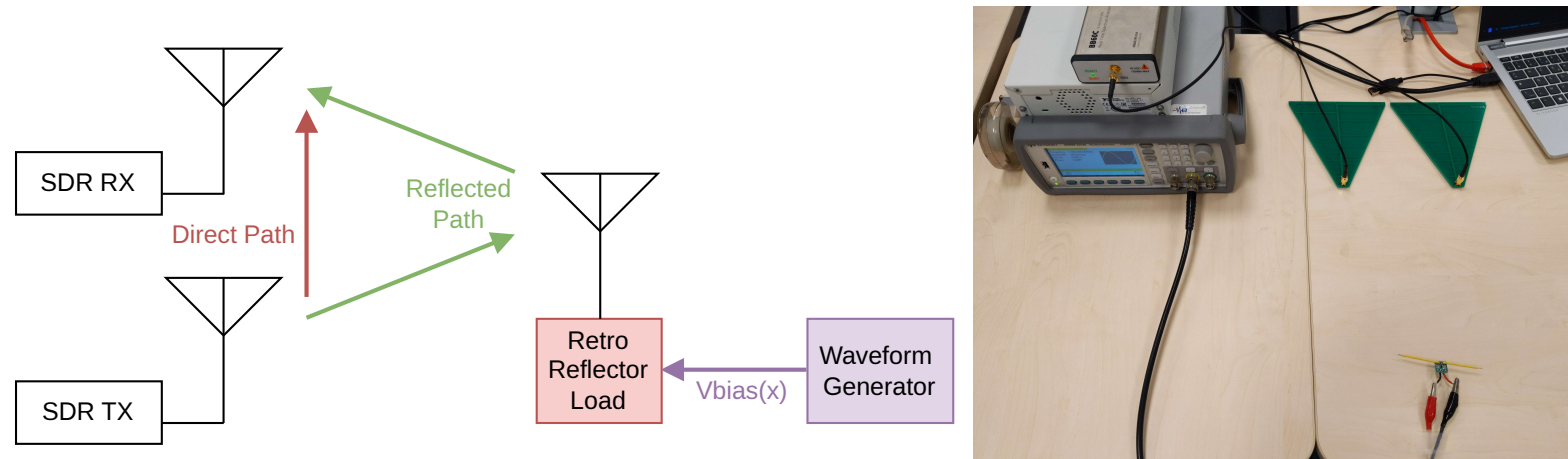 SDR RX
Direct Path
Reflected
Path
SDR TX
Retro
Reflector
Load
Vbias(x)
Waveform
Generator
BB60C